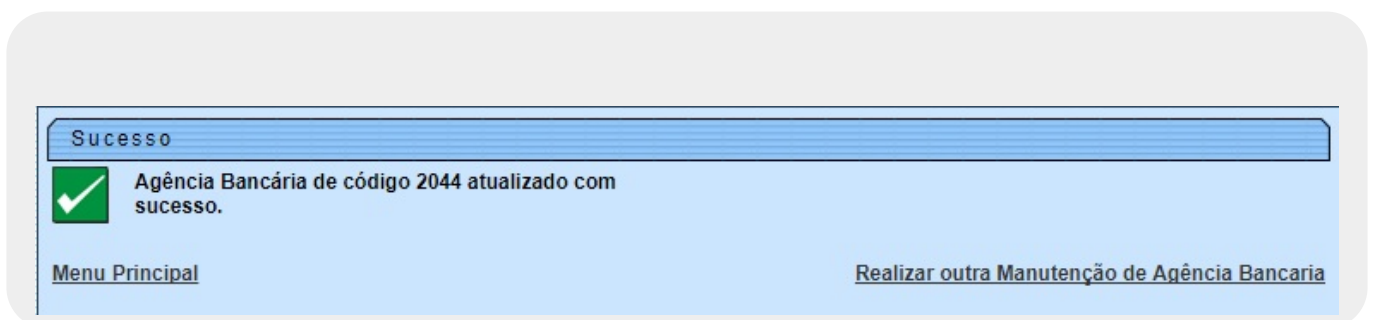 Sucesso
Agência Bancária de código 2044 atualizado com
sucesso.
Menu Principal
Realizar outra Manutenção de Agência Bancaria